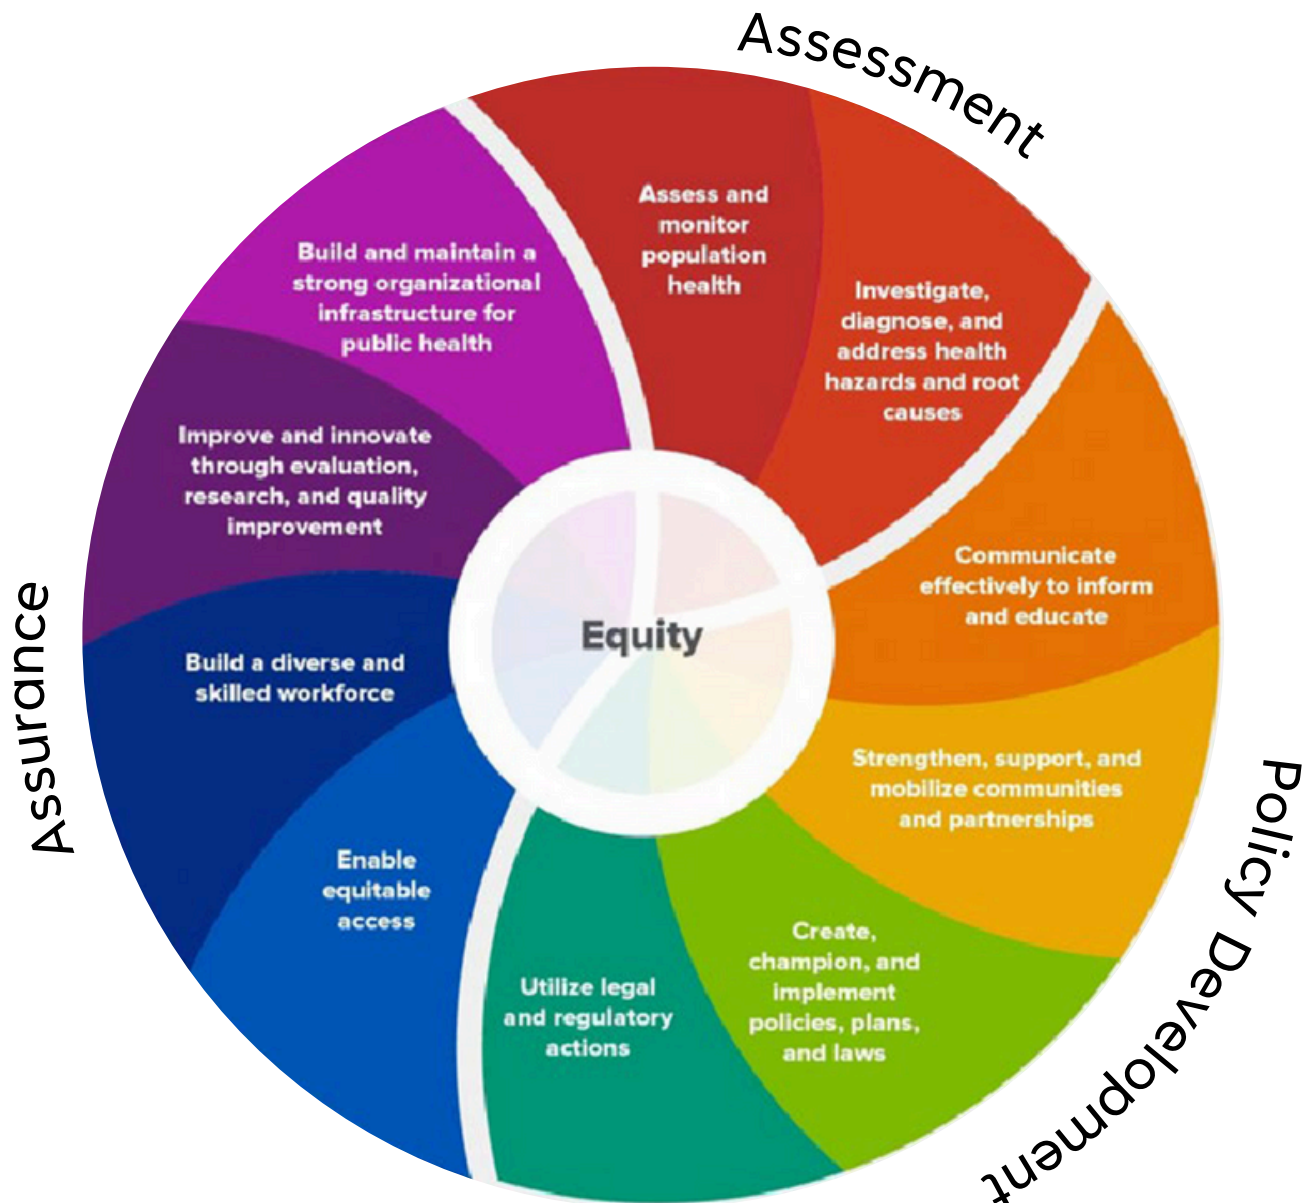 Assessment
Assess and
monitor
population
health
Investigate,
diagnose, and
address health
hazards and root
causes
Communicate
effectively to inform
and educate
Strengthen, support, and
mobilize communities
and partnerships
Policy Development
Create,
champion, and
implement
policies, plans,
and laws
Utilize legal
and regulatory
actions
Enable
equitable
access
Build a diverse and
skilled workforce
Assurance
Improve and innovate
through evaluation,
research, and quality
improvement
Build and maintain a
strong organizational
infrastructure for
public health
Equity